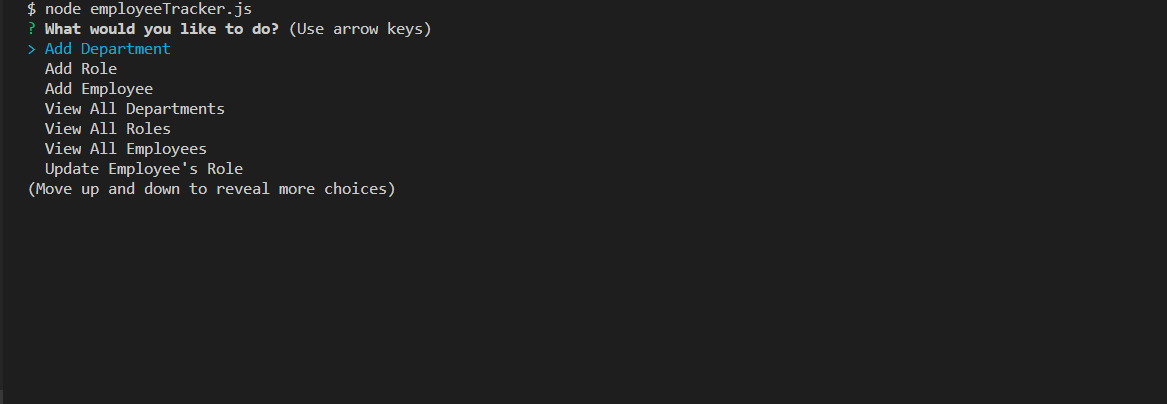 $ node employeeTracker.js
? What would you like to do? (Use arrow keys)
> Add Department
  Add Role
  Add Employee
  View All Departments
  View All Roles
  View All Employees
  Update Employee's Role
(Move up and down to reveal more choices)